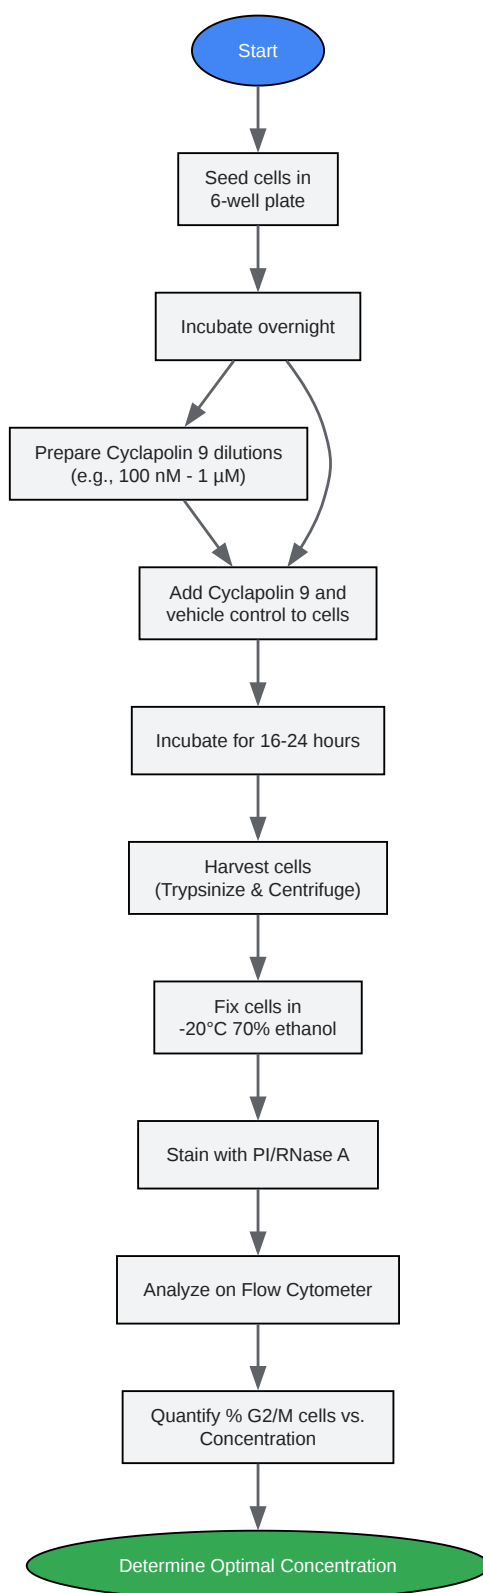 Start
Seed cells in
6-well plate
Incubate overnight
Prepare Cyclapolin 9 dilutions
(e.g., 100 nM - 1 µM)
Add Cyclapolin 9 and
vehicle control to cells
Incubate for 16-24 hours
Harvest cells
(Trypsinize & Centrifuge)
Fix cells in
-20°C 70% ethanol
Stain with PI/RNase A
Analyze on Flow Cytometer
Quantify % G2/M cells vs.
Concentration
Determine Optimal Concentration